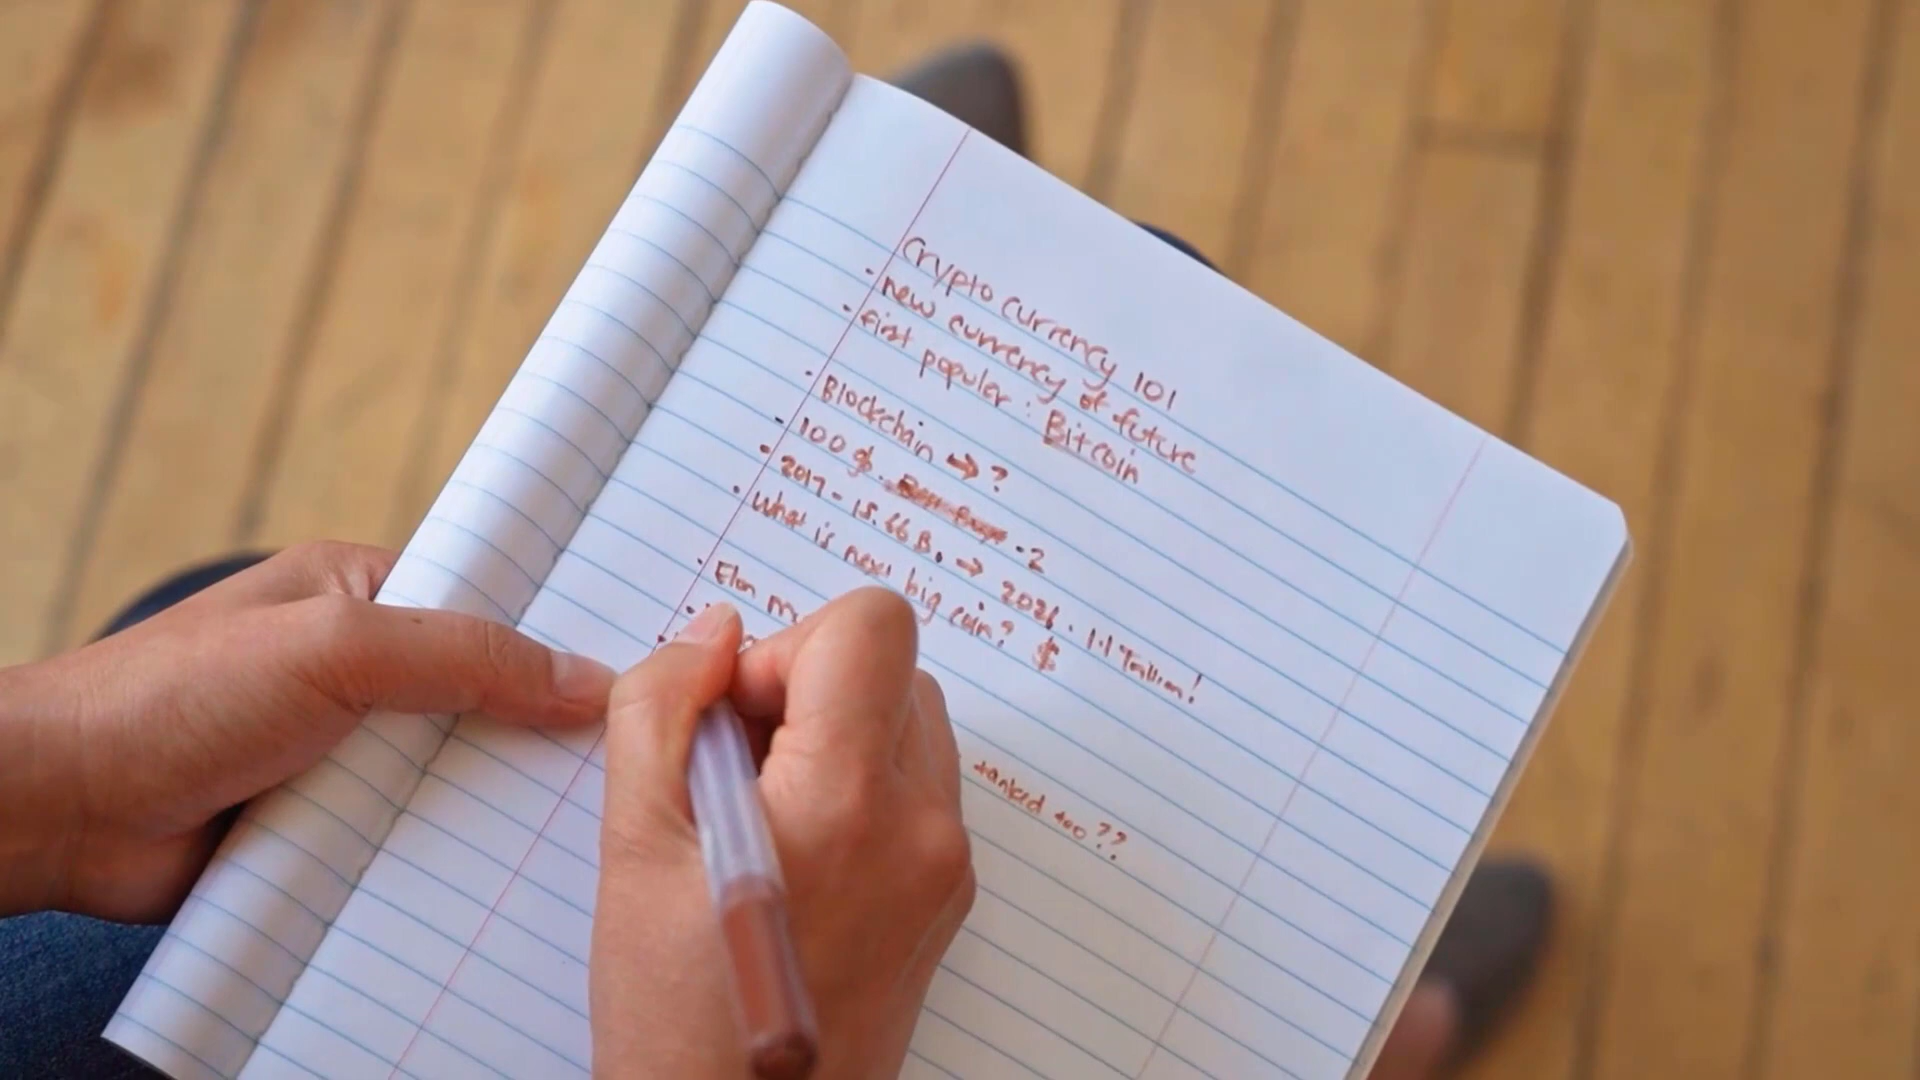 Crypto Currency 101
- new currency of future
- first popular : Bitcoin
- Blockchain → ?
- 100 $ . -2
- 2017 - 15.66 B. → 2021 . 1.1 Trillion!
- What is next big coin? $
- Elon
tanked too ??